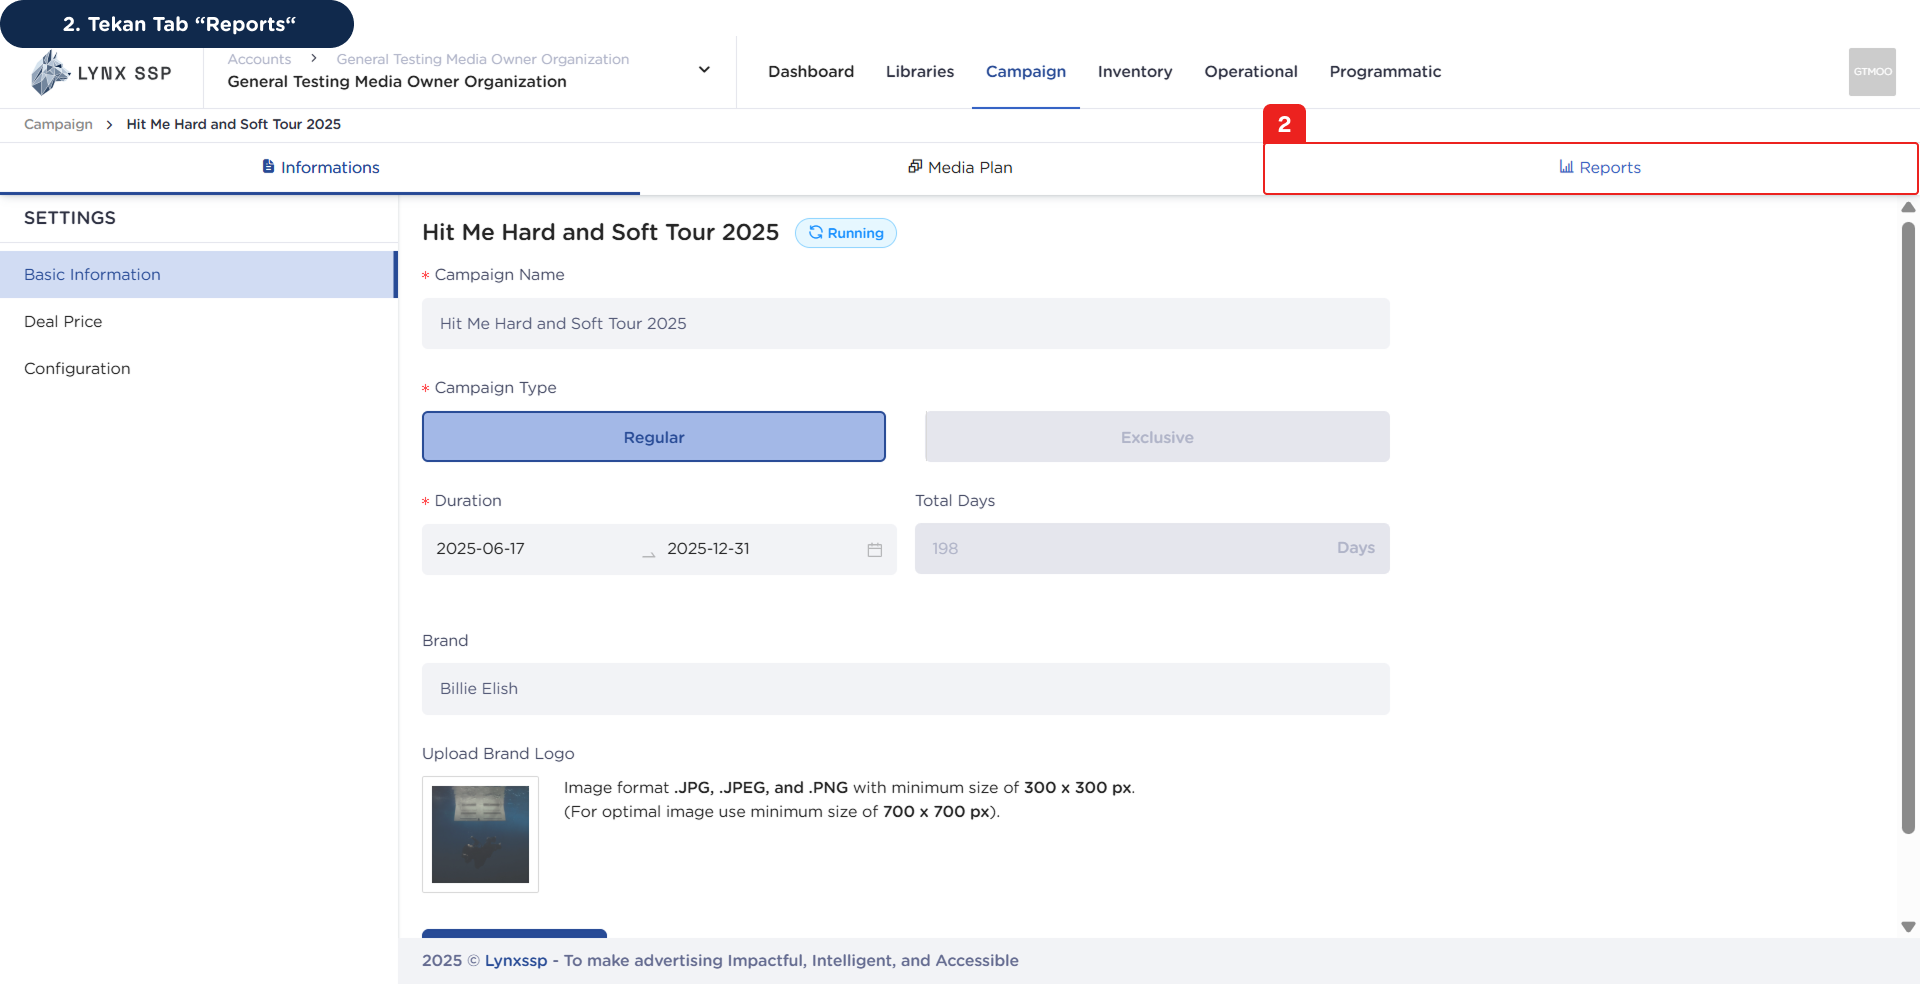 2. Tekan Tab “Reports“
LYNX SSP
Accounts > General Testing Media Owner Organization
General Testing Media Owner Organization
Dashboard Libraries Campaign Inventory Operational Programmatic
GTMOO
Campaign > Hit Me Hard and Soft Tour 2025
2
Informations
Media Plan
Reports
SETTINGS
Basic Information
Deal Price
Configuration
Hit Me Hard and Soft Tour 2025 Running
* Campaign Name
Hit Me Hard and Soft Tour 2025
* Campaign Type
Regular Exclusive
* Duration Total Days
2025-06-17 → 2025-12-31 198 Days
Brand
Billie Elish
Upload Brand Logo
Image format .JPG, .JPEG, and .PNG with minimum size of 300 x 300 px.
(For optimal image use minimum size of 700 x 700 px).
2025 © Lynxssp - To make advertising Impactful, Intelligent, and Accessible